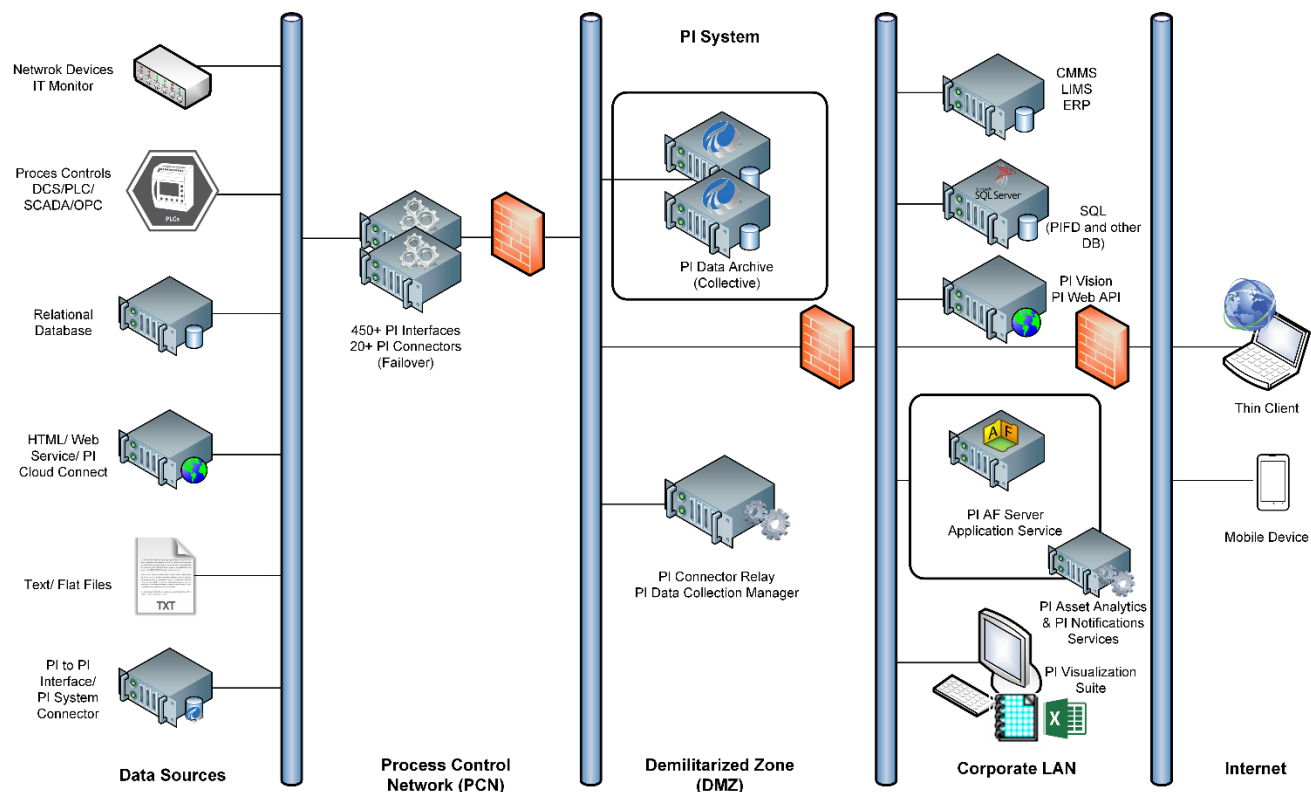 PI System
Netwrok Devices
IT Monitor
Proces Controls
DCS/PLC/
SCADA/OPC
PLCs
Relational
Database
HTML/ Web
Service/ PI
Cloud Connect
Text/ Flat Files
TXT
PI to PI
Interface/
PI System
Connector
Data Sources
450+ PI Interfaces
20+ PI Connectors
(Failover)
Process Control
Network (PCN)
PI Data Archive
(Collective)
PI Connector Relay
PI Data Collection Manager
Demilitarized Zone
(DMZ)
CMMS
LIMS
ERP
SQL Server
SQL
(PIFD and other
DB)
PI Vision
PI Web API
A F
PI AF Server
Application Service
PI Asset Analytics
& PI Notifications
Services
PI Visualization
Suite
X
Corporate LAN
Thin Client
Mobile Device
Internet